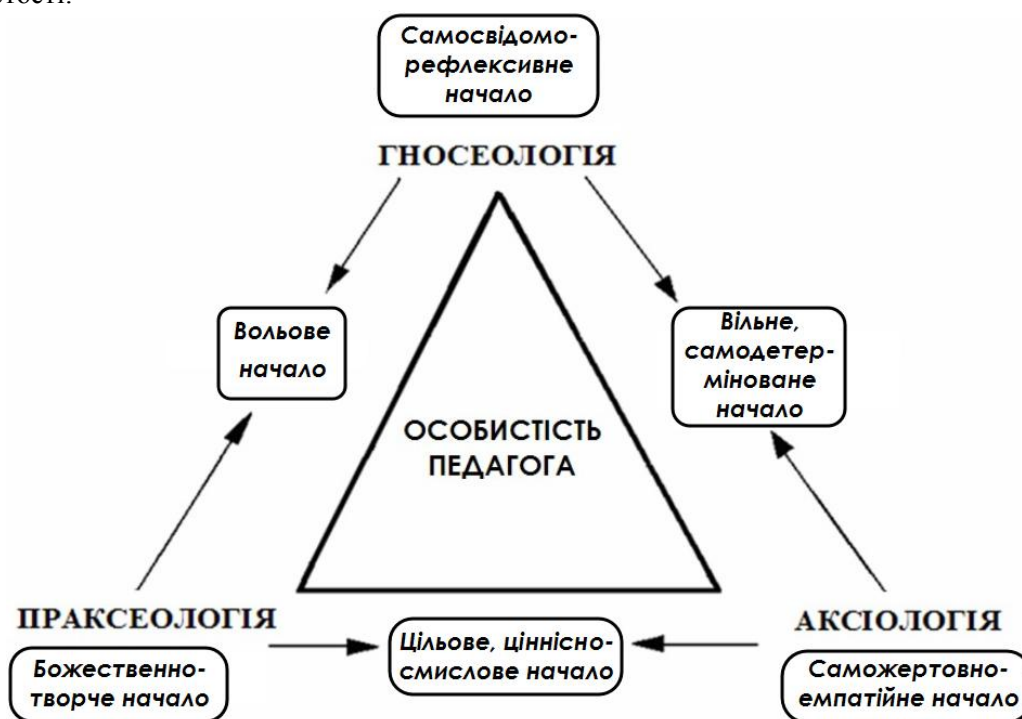 Самосвідомо-
рефлексивне
начало
ГНОСЕОЛОГІЯ
Вольове
начало
Вільне,
самодетер-
міноване
начало
ОСОБИСТІСТЬ
ПЕДАГОГА
ПРАКСЕОЛОГІЯ
Божественно-
творче начало
Цільове, ціннісно-
смислове начало
АКСІОЛОГІЯ
Саможертовно-
емпатійне начало